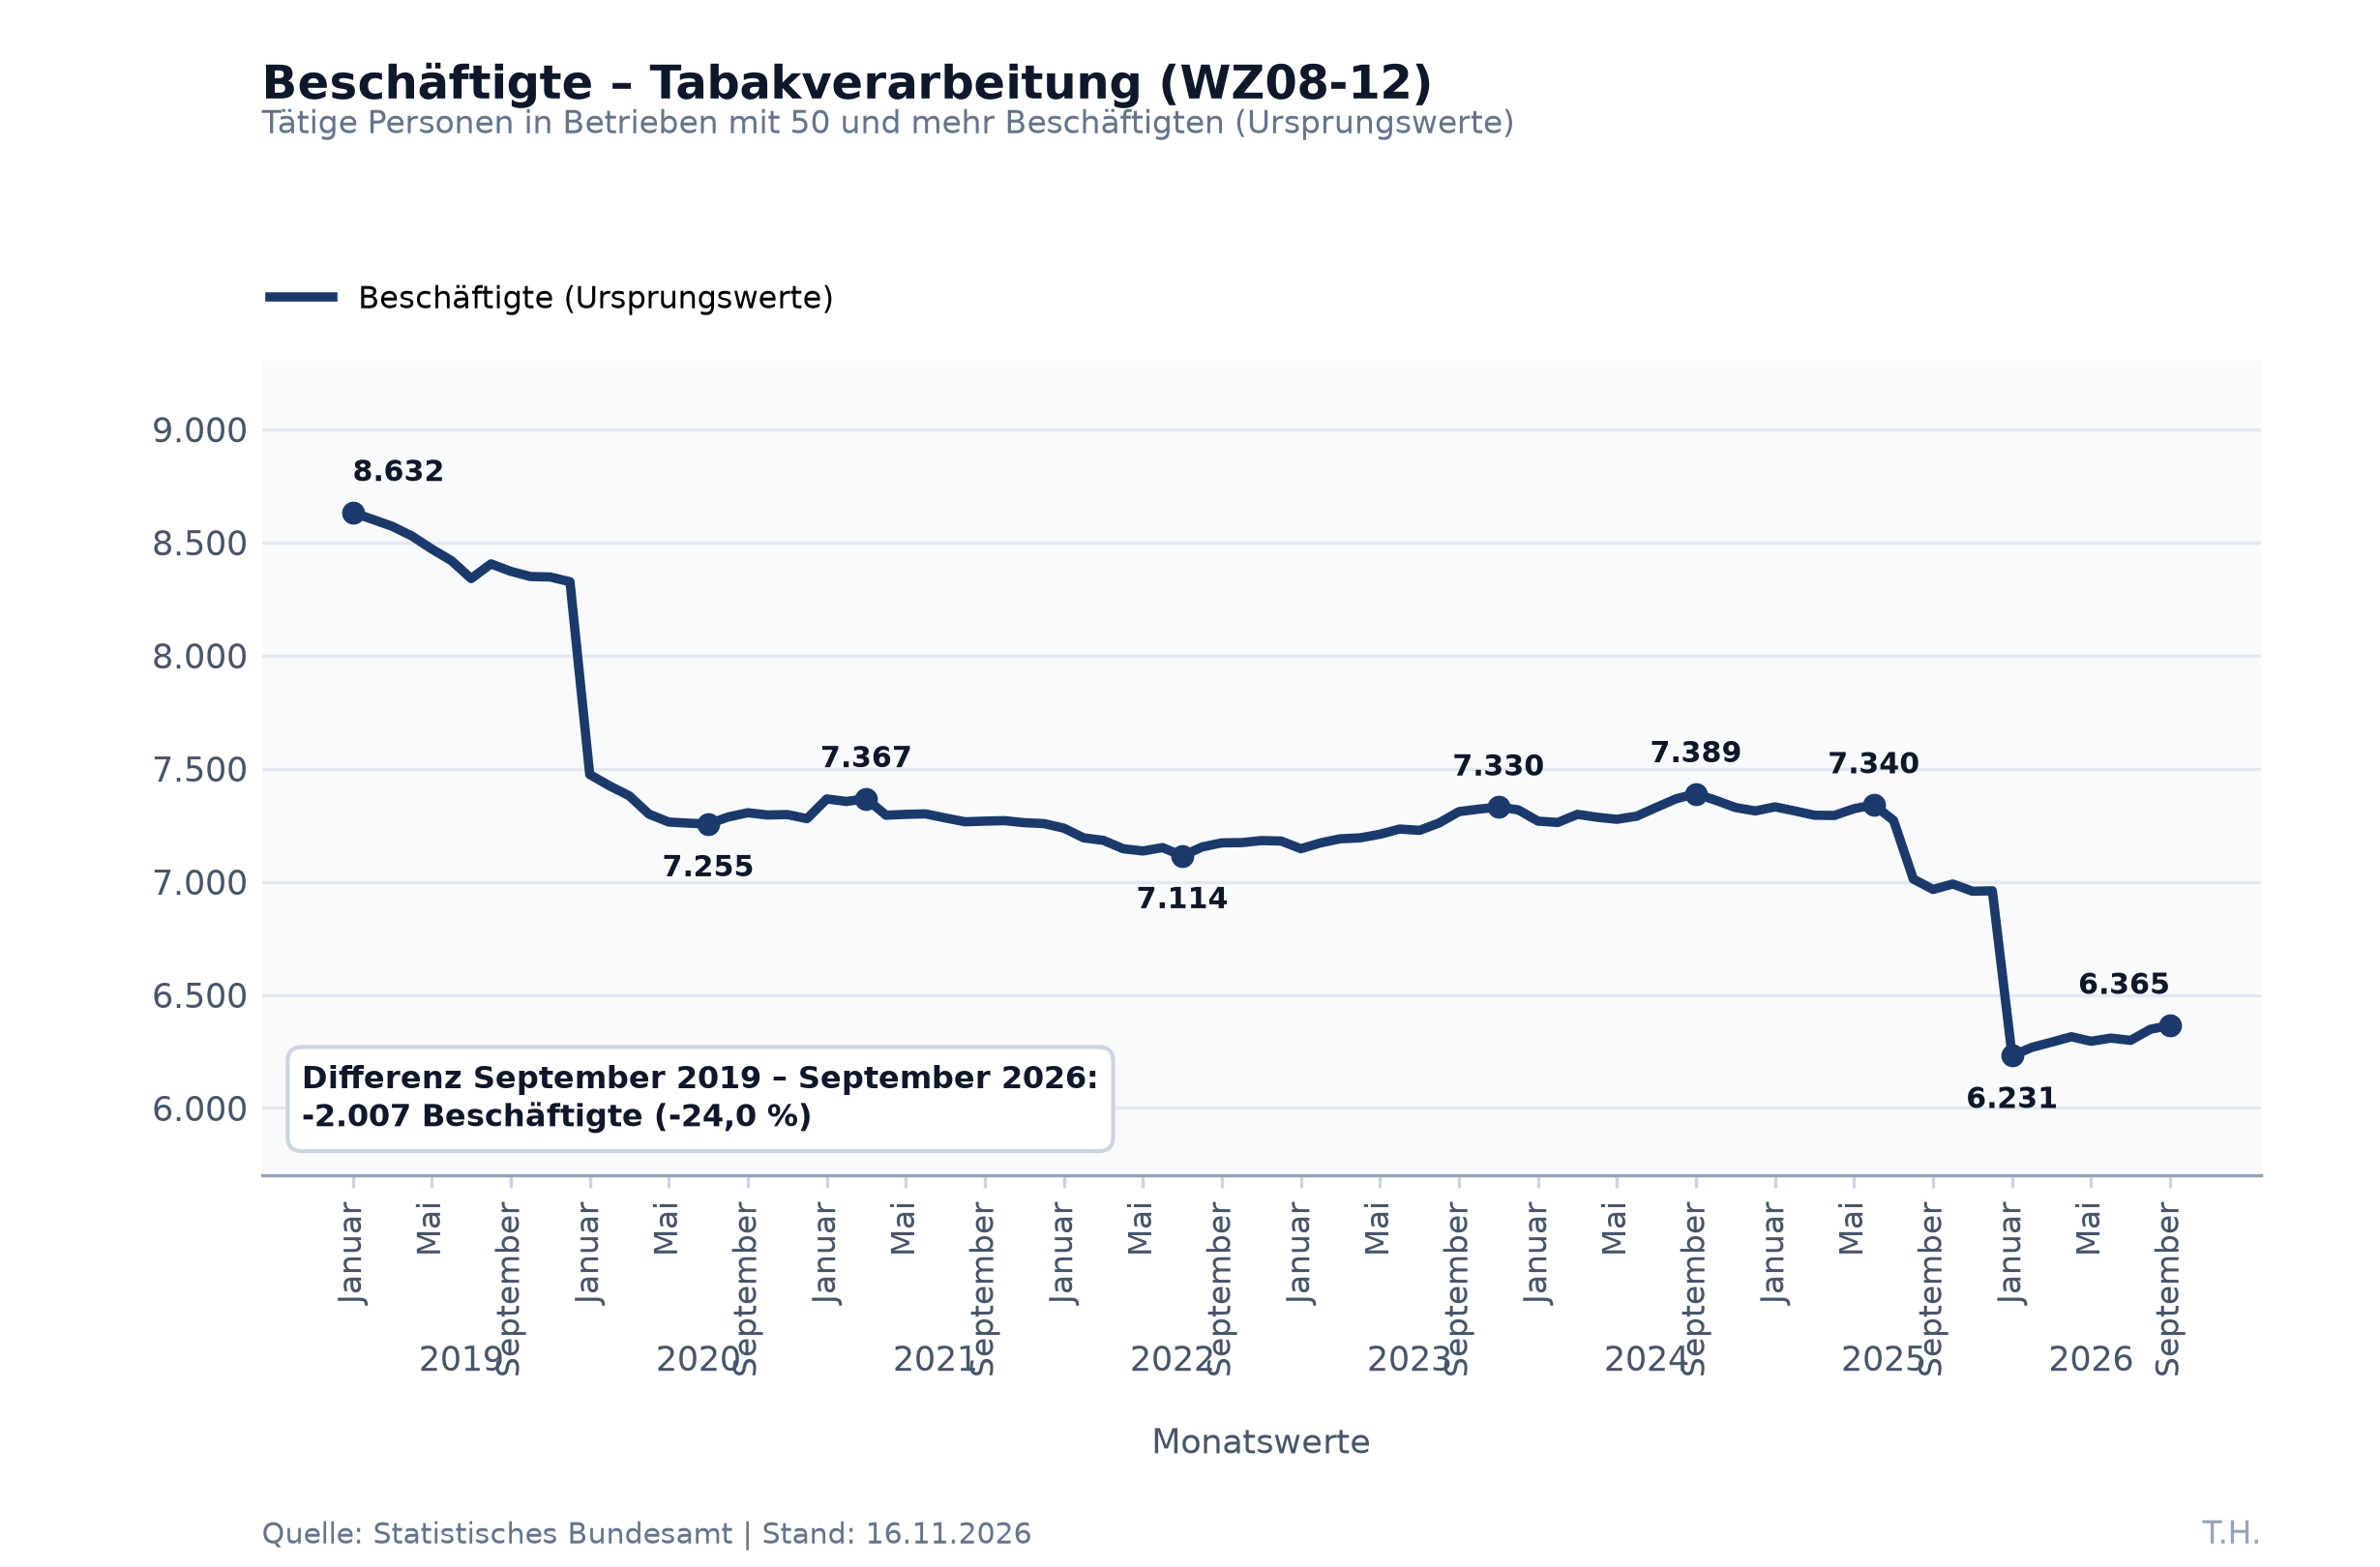 Beschäftigte – Tabakverarbeitung (WZ08-12)
Tätige Personen in Betrieben mit 50 und mehr Beschäftigten (Ursprungswerte)
Beschäftigte (Ursprungswerte)
9.000
8.500
8.000
7.500
7.000
6.500
6.000
8.632
7.255
7.367
7.114
7.330
7.389
7.340
6.231
6.365
Differenz September 2019 – September 2026:
-2.007 Beschäftigte (-24,0 %)
Januar
Mai
September
Januar
Mai
September
Januar
Mai
September
Januar
Mai
September
Januar
Mai
September
Januar
Mai
September
Januar
Mai
September
Januar
Mai
September
2019
2020
2021
2022
2023
2024
2025
2026
Monatswerte
Quelle: Statistisches Bundesamt | Stand: 16.11.2026
T.H.